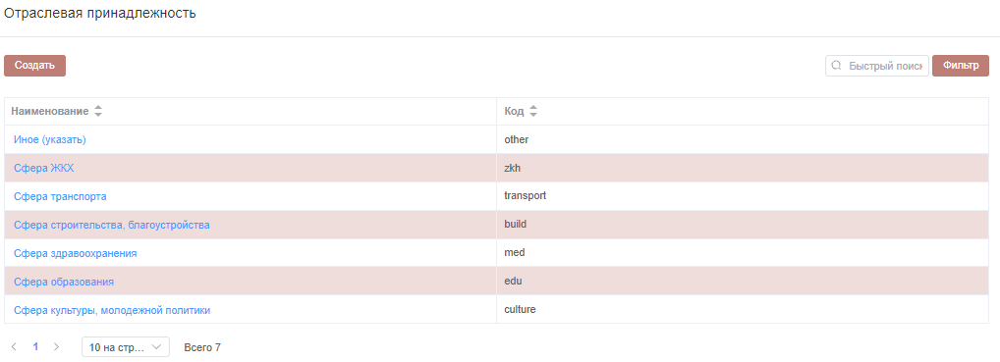 Отраслевая принадлежность
Создать
Быстрый поиск Фильтр
Наименование Код
Иное (указать) other
Сфера ЖКХ zkh
Сфера транспорта transport
Сфера строительства, благоустройства build
Сфера здравоохранения med
Сфера образования edu
Сфера культуры, молодежной политики culture
1 10 на стр... Всего 7